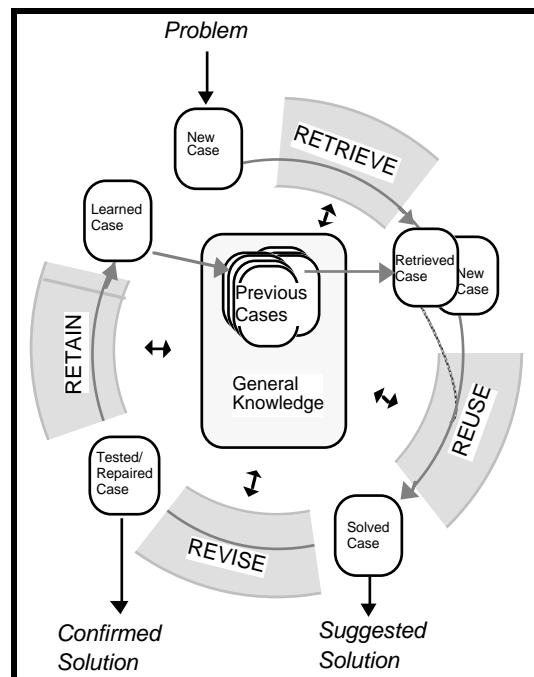 Problem
New
Case
RETRIEVE
Learned
Case
Retrieved
Case
New
Case
Previous
Cases
General
Knowledge
RETAIN
REUSE
Tested/
Repaired
Case
REVISE
Solved
Case
Confirmed
Solution
Suggested
Solution